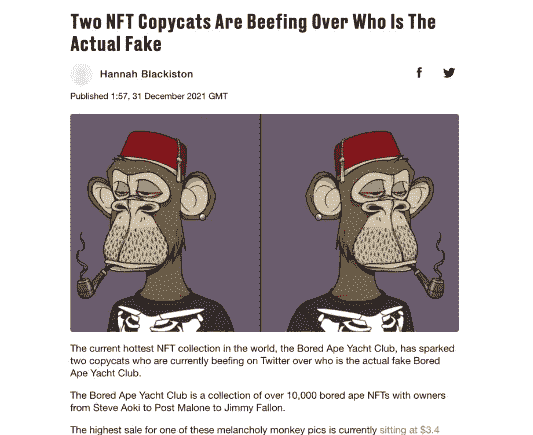 Two NFT Copycats Are Beefing Over Who Is The
Actual Fake
Hannah Blackiston
Published 1:57, 31 December 2021 GMT
The current hottest NFT collection in the world, the Bored Ape Yacht Club, has sparked
two copycats who are currently beefing on Twitter over who is the actual fake Bored
Ape Yacht Club.
The Bored Ape Yacht Club is a collection of over 10,000 bored ape NFTs with owners
from Steve Aoki to Post Malone to Jimmy Fallon.
The highest sale for one of these melancholy monkey pics is currently sitting at $3.4